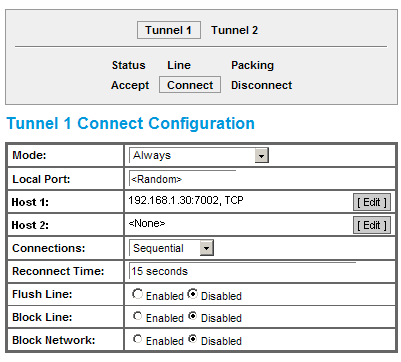 Tunnel 1 Tunnel 2
Status Line Packing
Accept Connect Disconnect
Tunnel 1 Connect Configuration
Mode: Always
Local Port: <Random>
Host 1: 192.168.1.30:7002, TCP [ Edit ]
Host 2: <None> [ Edit ]
Connections: Sequential
Reconnect Time: 15 seconds
Flush Line: Enabled Disabled
Block Line: Enabled Disabled
Block Network: Enabled Disabled